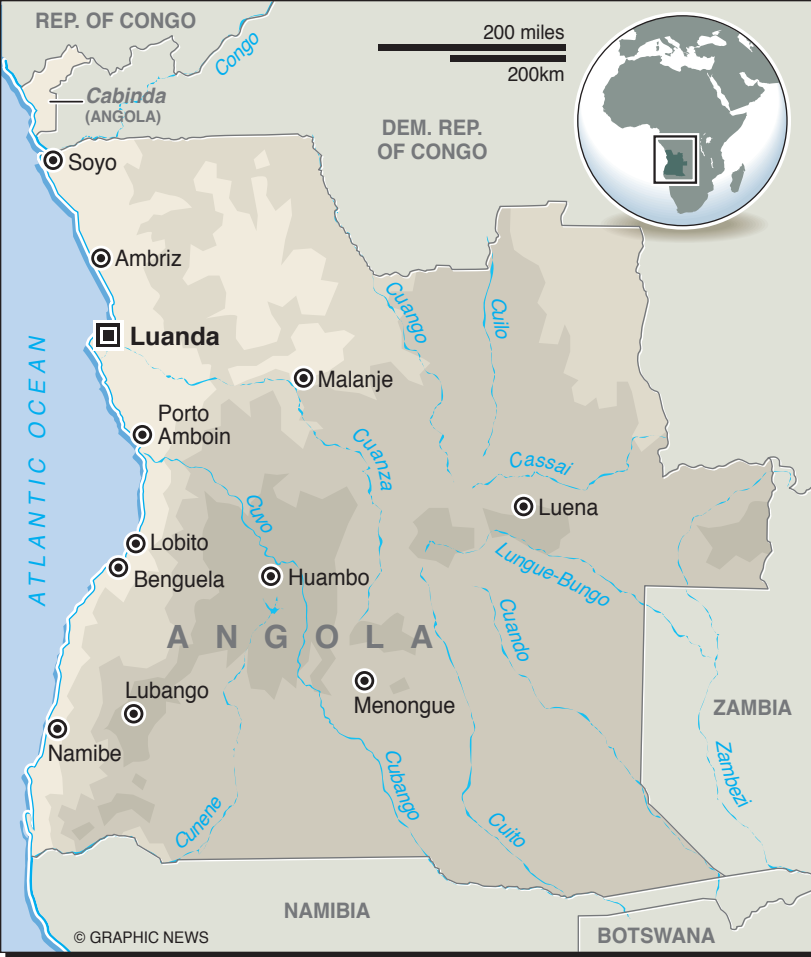 REP. OF CONGO
Congo
200 miles
200km
Cabinda
(ANGOLA)
DEM. REP.
OF CONGO
Soyo
Ambriz
Luanda
Cuango
Cuilo
Malanje
Porto
Amboin
Cuanza
Cassai
ATLANTIC OCEAN
Cuvo
Luena
Lobito
Benguela
Huambo
Lungue-Bungo
ANGOLA
Cuando
Lubango
Menongue
ZAMBIA
Namibe
Cubango
Zambezi
Cunene
Cuito
NAMIBIA
© GRAPHIC NEWS
BOTSWANA